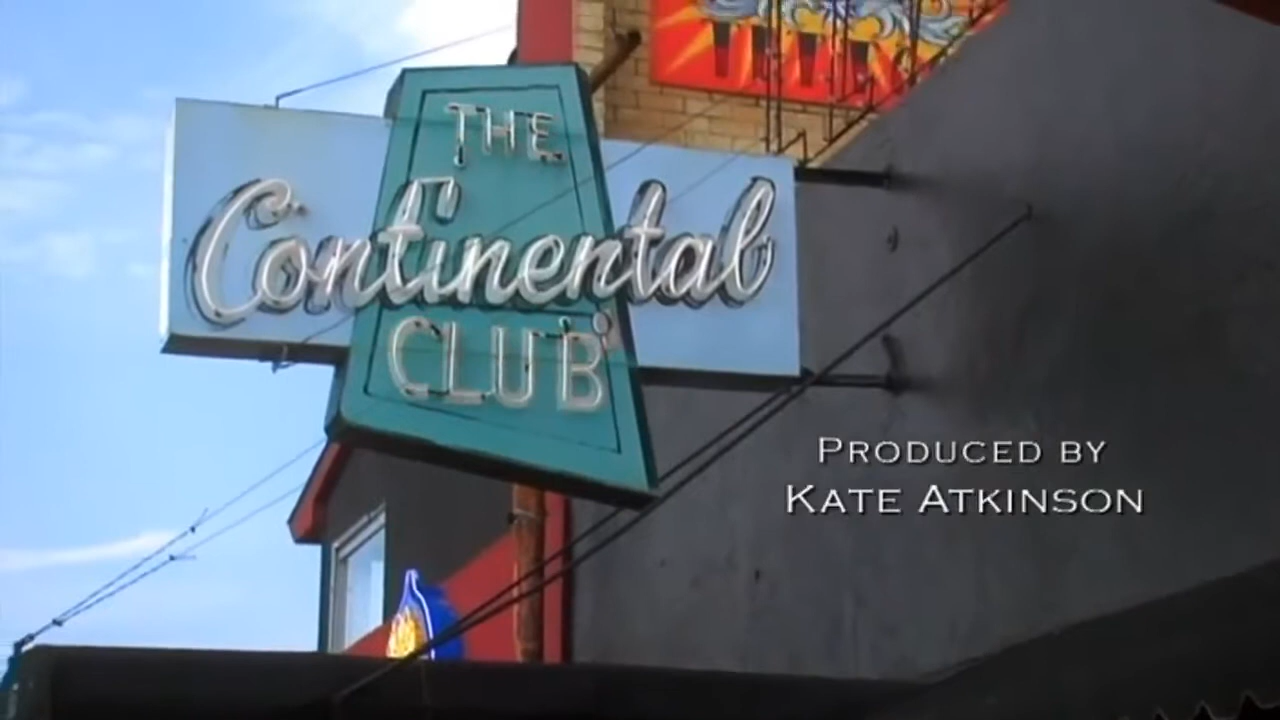 THE
Continental
CLUB
PRODUCED BY
KATE ATKINSON